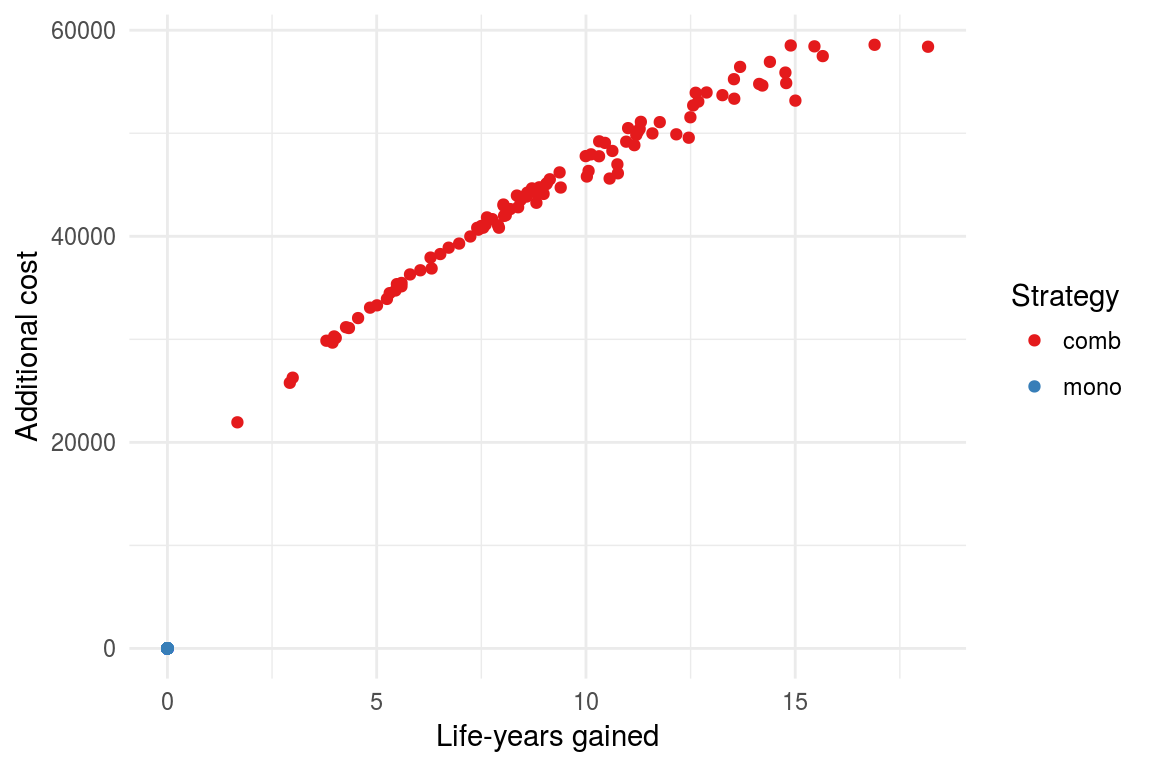 60000
40000
20000
0
0 5 10 15
Additional cost
Life-years gained
Strategy
comb
mono